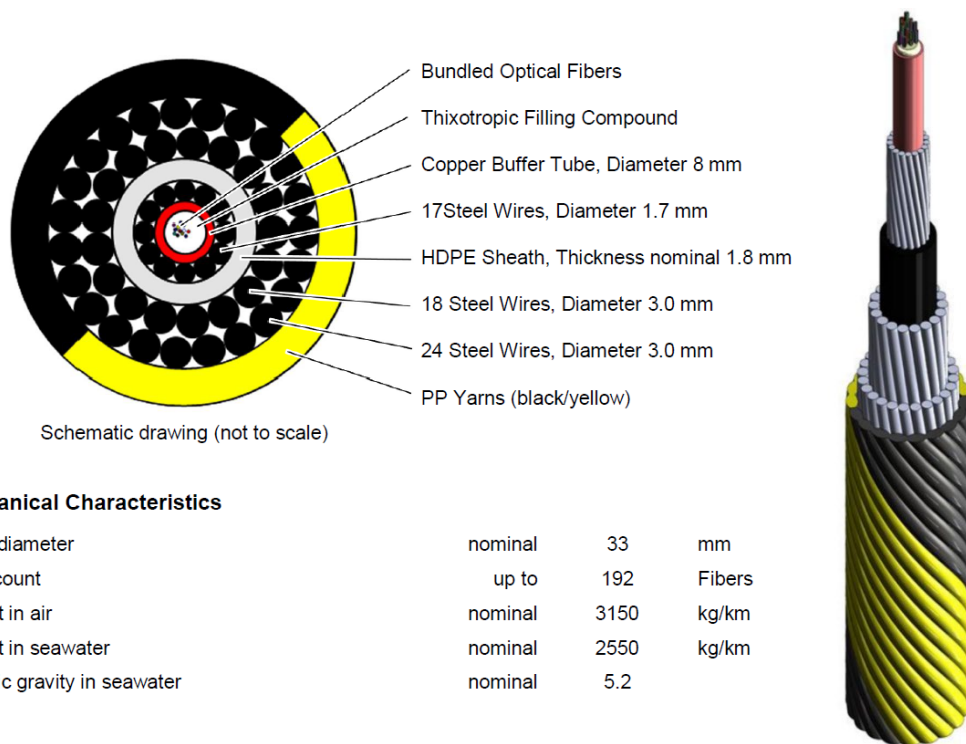 Bundled Optical Fibers
Thixotropic Filling Compound
Copper Buffer Tube, Diameter 8 mm
17Steel Wires, Diameter 1.7 mm
HDPE Sheath, Thickness nominal 1.8 mm
18 Steel Wires, Diameter 3.0 mm
24 Steel Wires, Diameter 3.0 mm
PP Yarns (black/yellow)
Schematic drawing (not to scale)
anical Characteristics
diameter nominal 33 mm
count up to 192 Fibers
t in air nominal 3150 kg/km
t in seawater nominal 2550 kg/km
ic gravity in seawater nominal 5.2